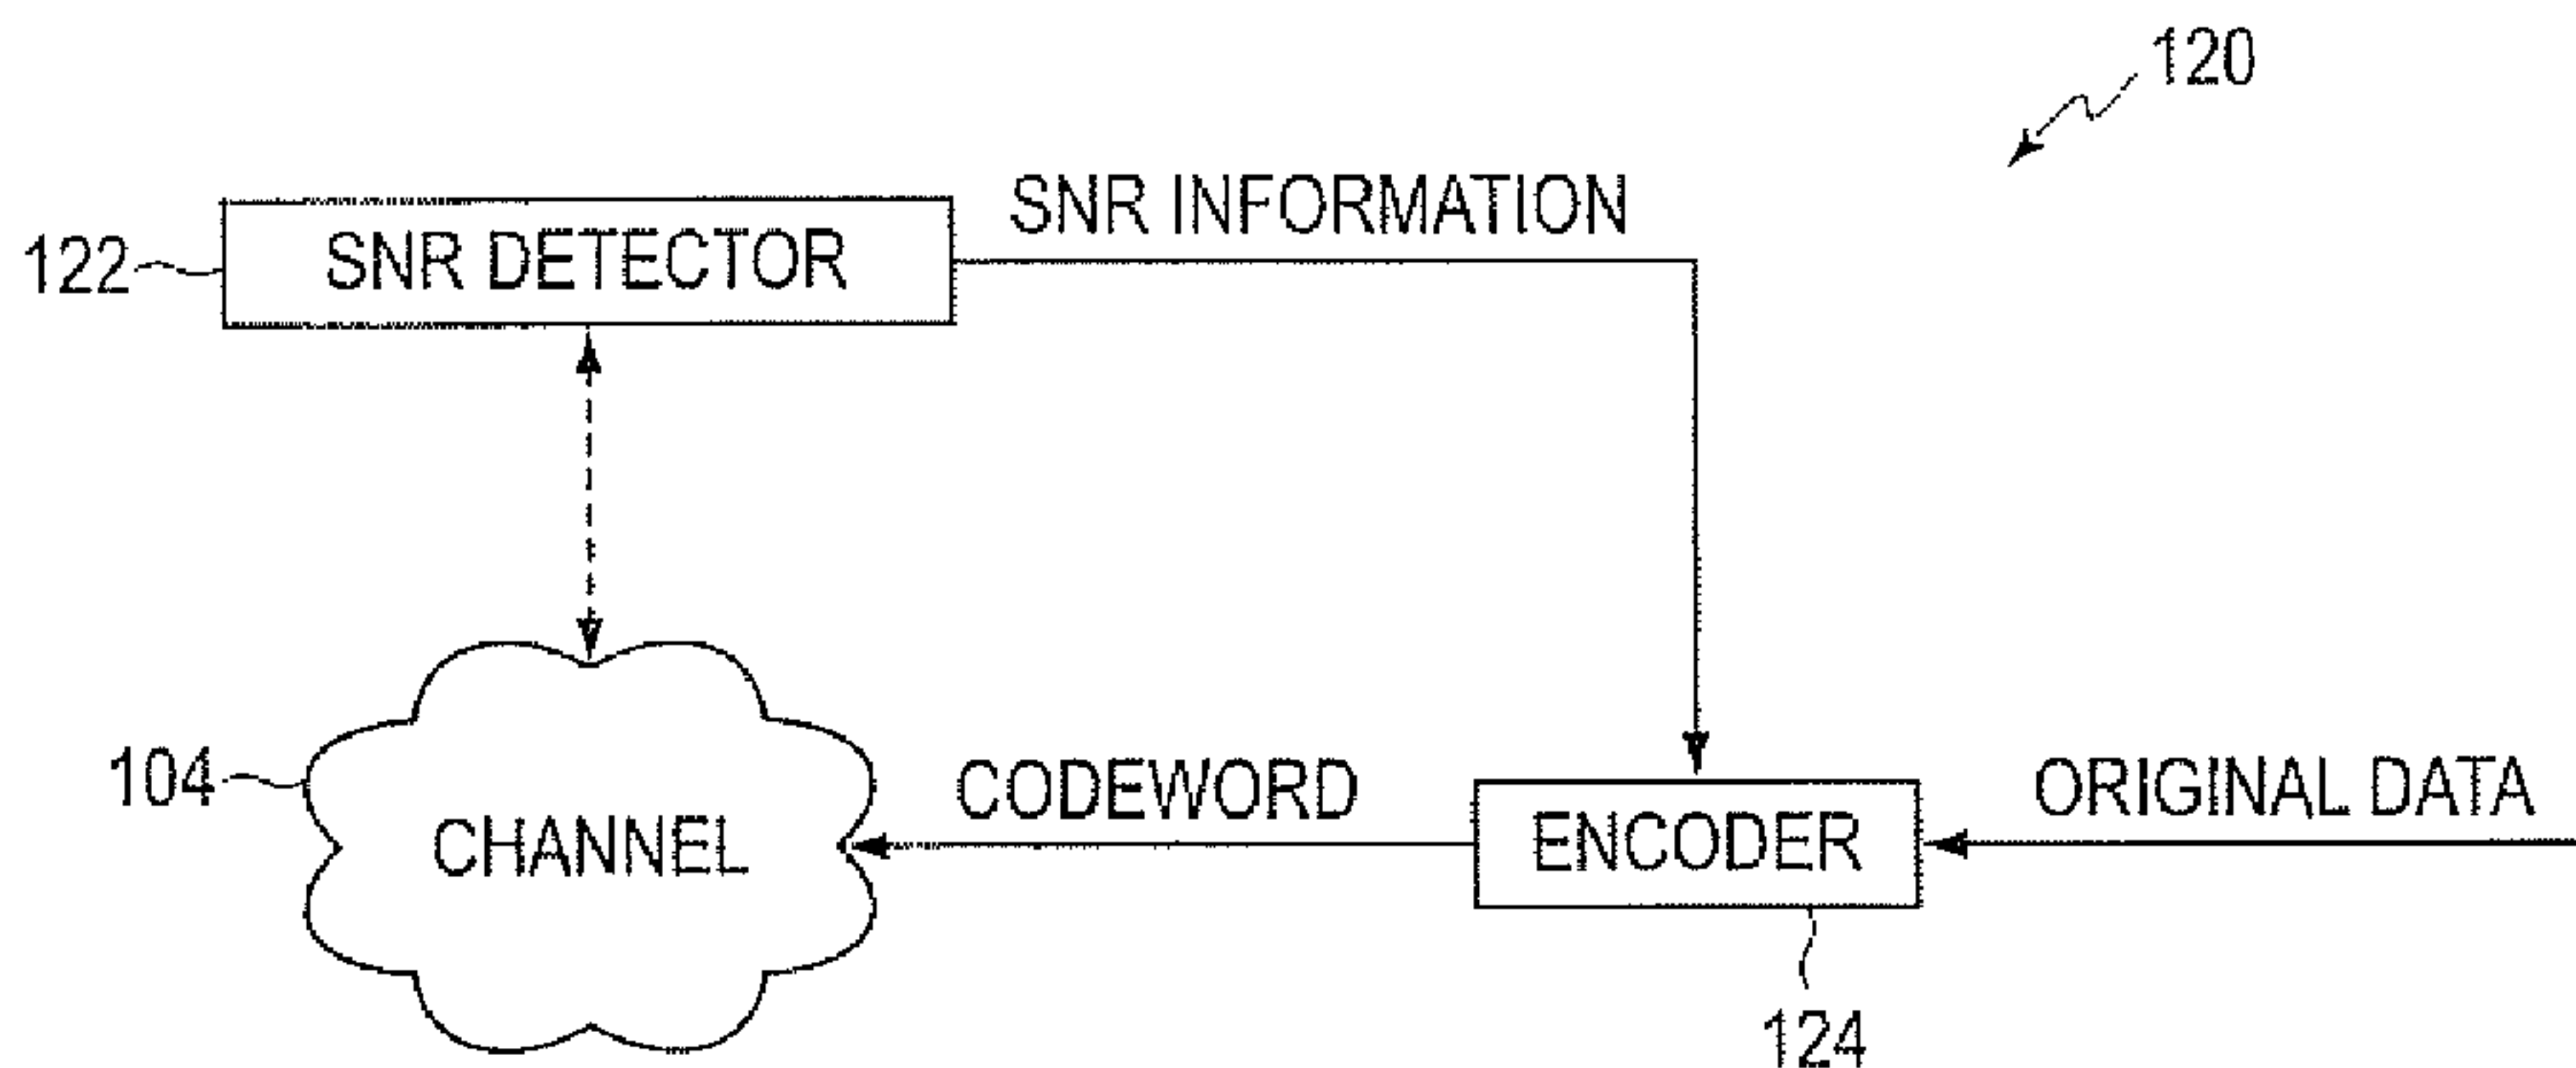 120
SNR INFORMATION
122
SNR DETECTOR
104
CHANNEL
CODEWORD
ENCODER
ORIGINAL DATA
124